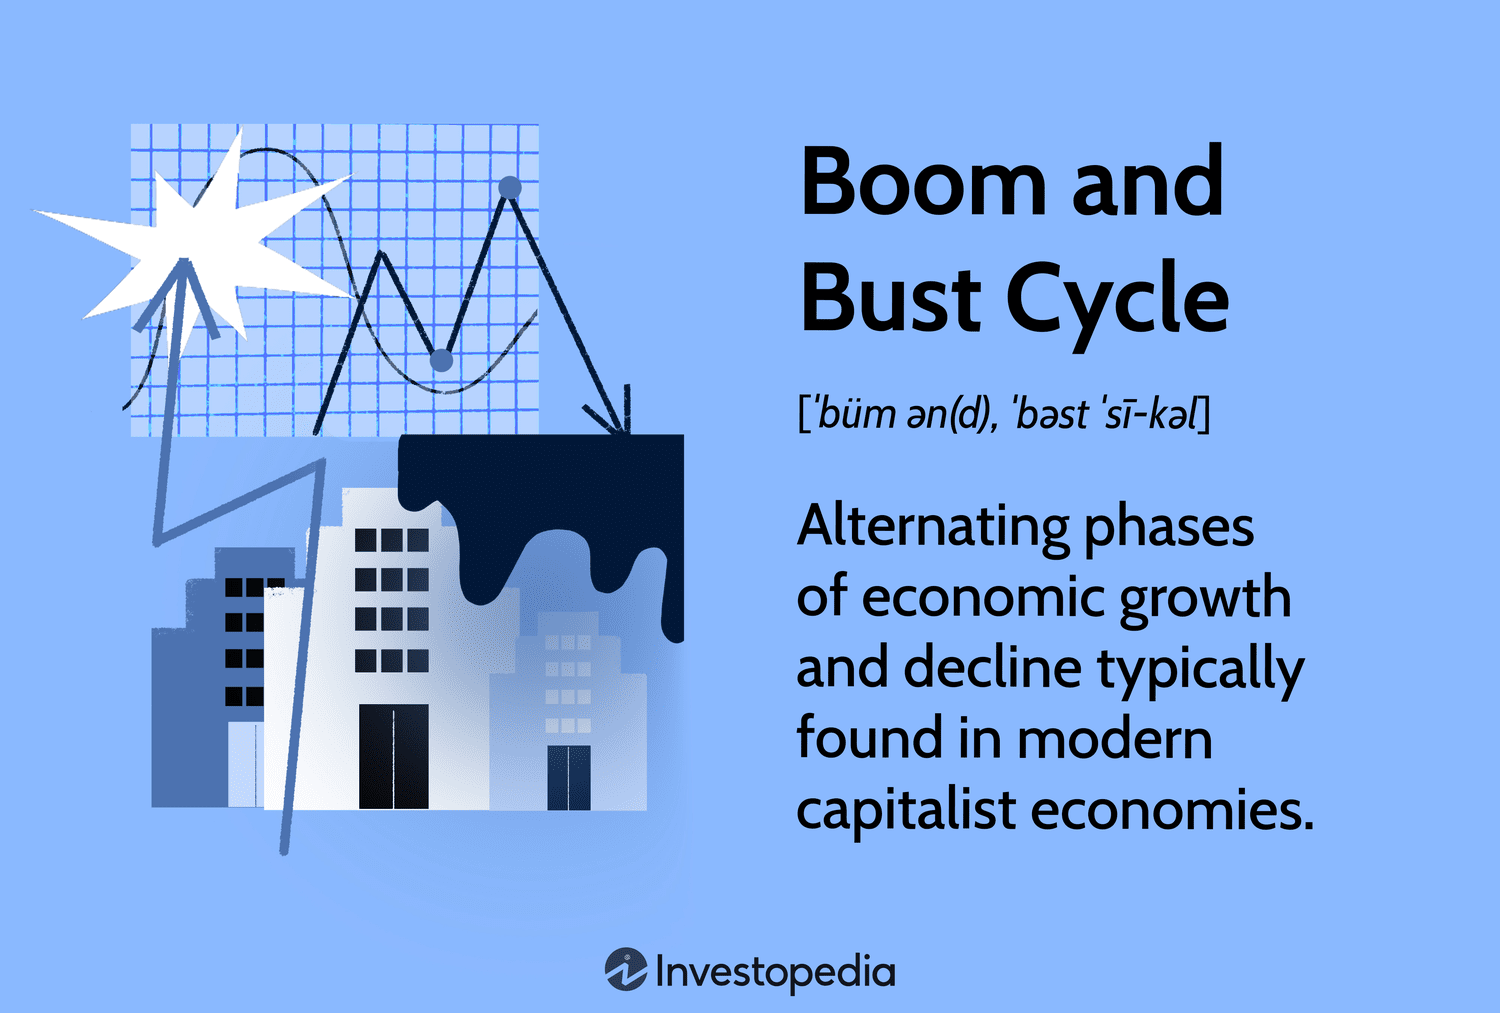 Boom and
Bust Cycle
[ˈbüm ən(d), ˈbəst ˈsī-kəl]
Alternating phases
of economic growth
and decline typically
found in modern
capitalist economies.
Investopedia